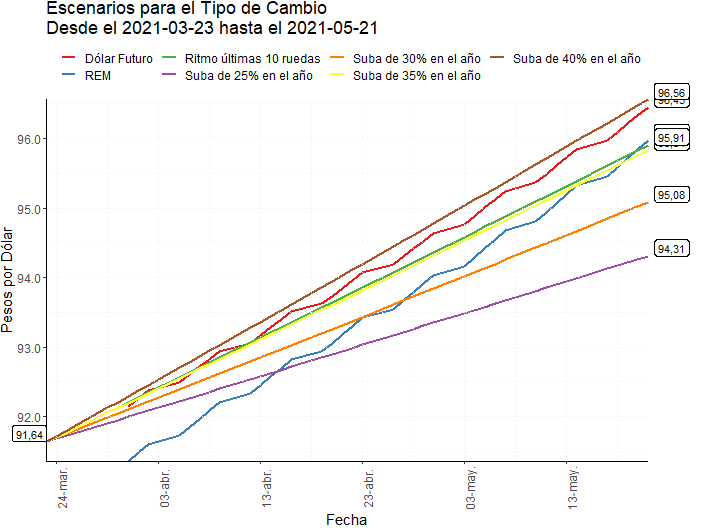 Escenarios para el Tipo de Cambio
Desde el 2021-03-23 hasta el 2021-05-21
Dólar Futuro
Ritmo últimas 10 ruedas
Suba de 30% en el año
Suba de 40% en el año
REM
Suba de 25% en el año
Suba de 35% en el año
96,56
96.0
95,91
95.0
95,08
94,31
94.0
93.0
92.0
91,64
Pesos por Dólar
24-mar.
03-abr.
13-abr.
23-abr.
03-may.
13-may.
Fecha